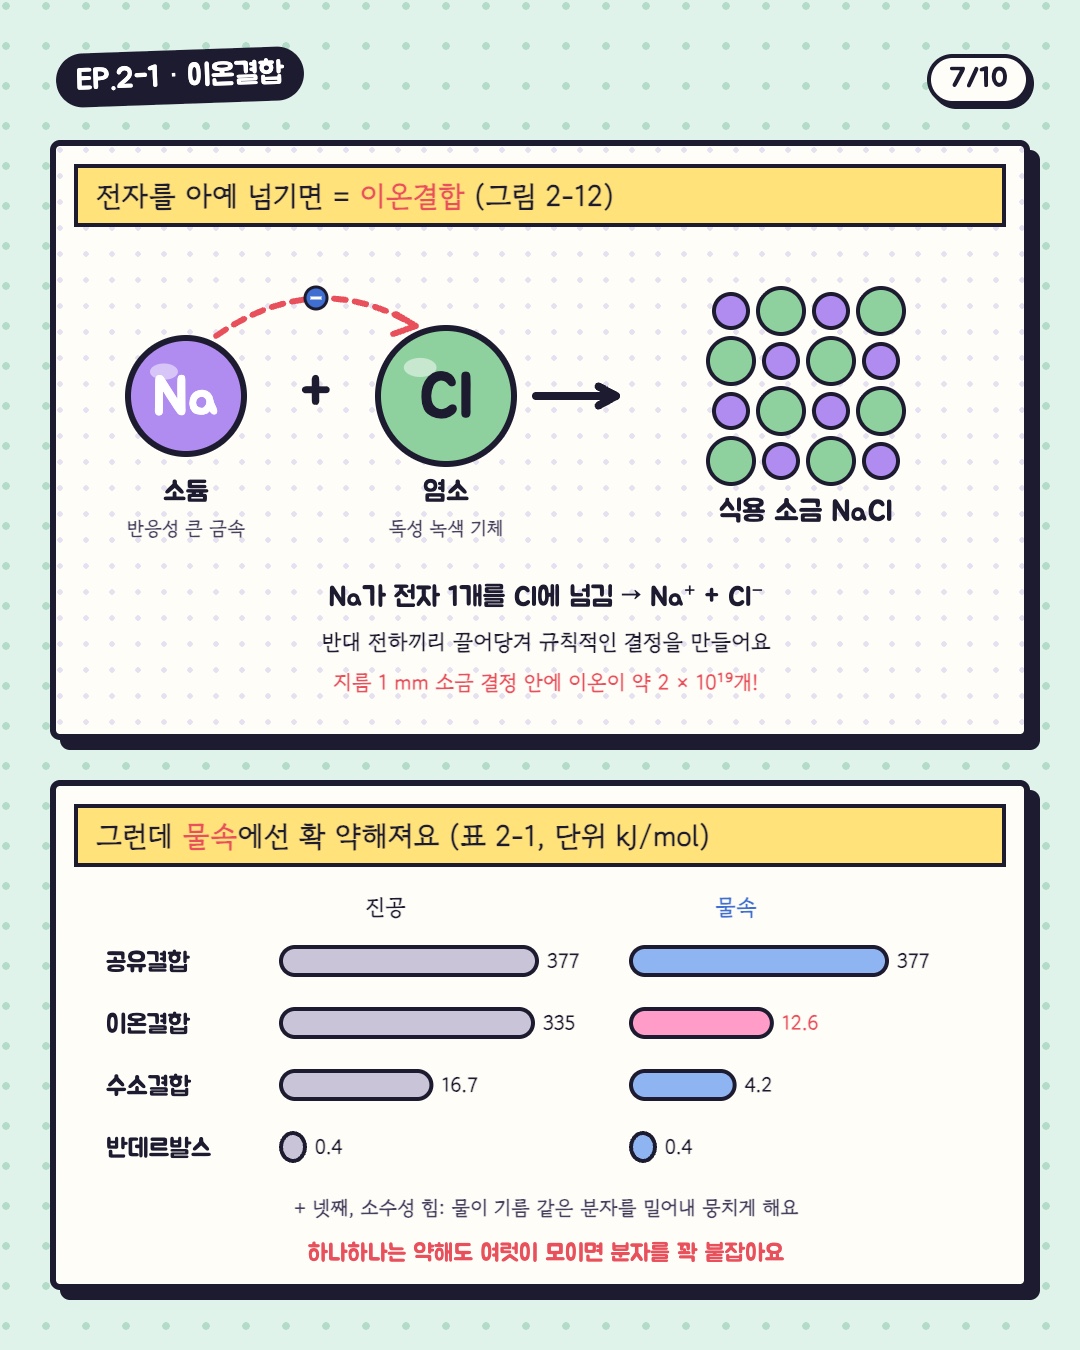 EP.2-1 · 이온결합
7/10
전자를 아예 넘기면 = 이온결합 (그림 2-12)
Na
+
Cl
소듐
염소
반응성 큰 금속
독성 녹색 기체
식용 소금 NaCl
Na가 전자 1개를 Cl에 넘김 → Na⁺ + Cl⁻
반대 전하끼리 끌어당겨 규칙적인 결정을 만들어요
지름 1 mm 소금 결정 안에 이온이 약 2 × 10¹⁹개!
그런데 물속에선 확 약해져요 (표 2-1, 단위 kJ/mol)
진공 물속
공유결합 377 377
이온결합 335 12.6
수소결합 16.7 4.2
반데르발스 0.4 0.4
+ 넷째, 소수성 힘: 물이 기름 같은 분자를 밀어내 뭉치게 해요
하나하나는 약해도 여럿이 모이면 분자를 꽉 붙잡아요